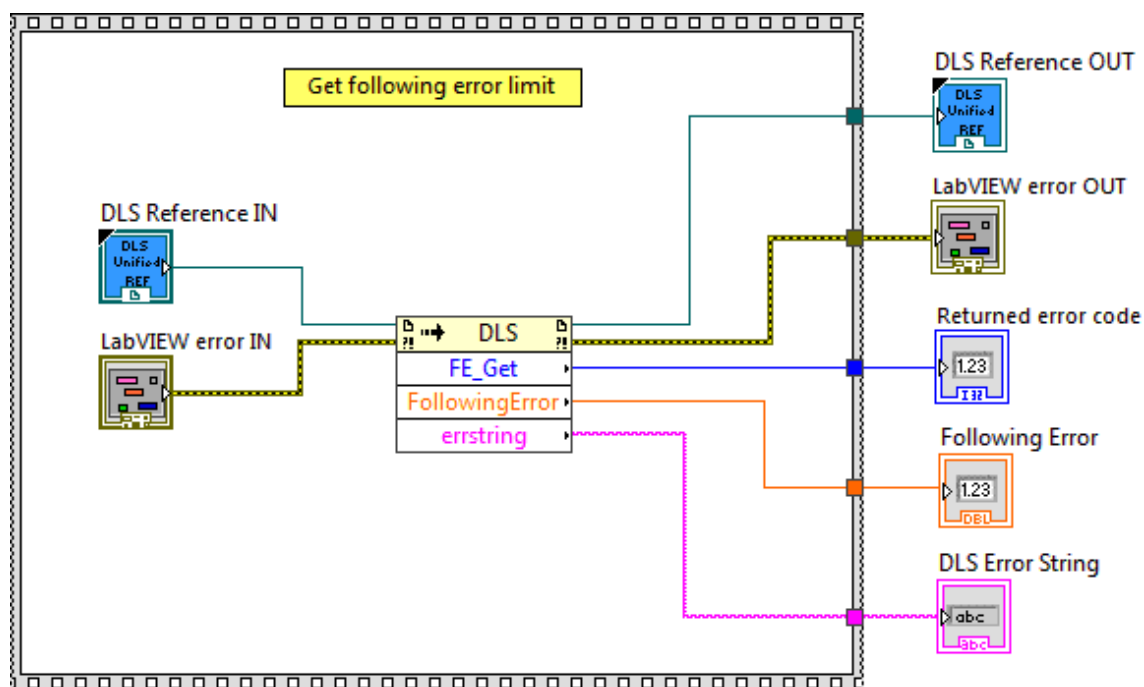 Get following error limit
DLS Reference OUT
DLS
Unified
REF
LabVIEW error OUT
DLS Reference IN
DLS
Unified
REF
LabVIEW error IN
?! DLS ?!
FE_Get
FollowingError
errstring
Returned error code
1.23
I32
Following Error
1.23
DBL
DLS Error String
abc
abc